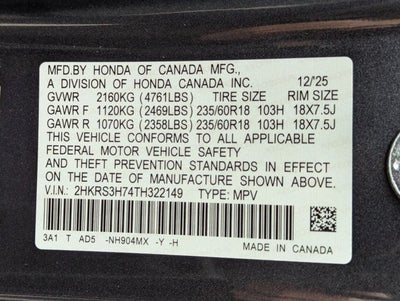 MFD.BY HONDA OF CANADA MFG.,
A DIVISION OF HONDA CANADA INC. 12/'25
GVWR 2160KG (4761LBS) TIRE SIZE RIM SIZE
GAWR F 1120KG (2469LBS) 235/60R18 103H 18X7.5J
GAWR R 1070KG (2358LBS) 235/60R18 103H 18X7.5J
THIS VEHICLE CONFORMS TO ALL APPLICABLE
FEDERAL MOTOR VEHICLE SAFETY
AND THEFT PREVENTION STANDARDS IN EFFECT
ON THE DATE OF MANUFACTURE SHOWN ABOVE.
V.I.N: 2HKRS3H74TH322149 TYPE: MPV
3A1 T AD5 -NH904MX -Y -H
MADE IN CANADA